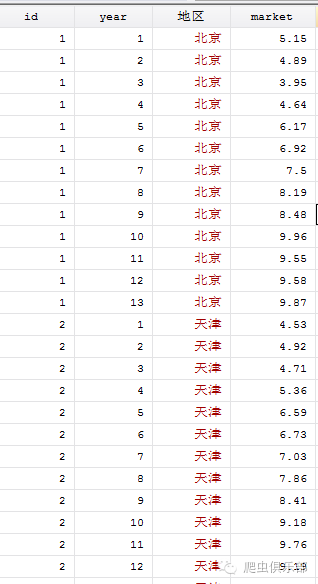 id year 地区 market
1 1 北京 5.15
1 2 北京 4.89
1 3 北京 3.95
1 4 北京 4.64
1 5 北京 6.17
1 6 北京 6.92
1 7 北京 7.5
1 8 北京 8.19
1 9 北京 8.48
1 10 北京 9.96
1 11 北京 9.55
1 12 北京 9.58
1 13 北京 9.87
2 1 天津 4.53
2 2 天津 4.92
2 3 天津 4.71
2 4 天津 5.36
2 5 天津 6.59
2 6 天津 6.73
2 7 天津 7.03
2 8 天津 7.86
2 9 天津 8.41
2 10 天津 9.18
2 11 天津 9.76
2 12 天津
爬虫俱乐部